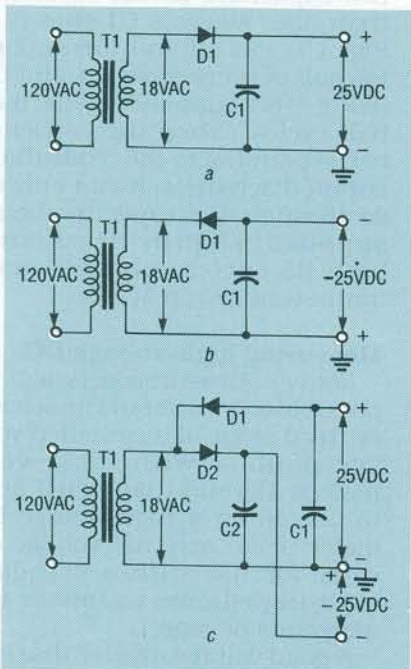 T1
D1
+
120VAC
18VAC
C1
25VDC
−
a
T1
D1
−
120VAC
18VAC
C1
-25VDC
+
b
D1
+
T1
D2
120VAC
18VAC
C2
C1
25VDC
−
+
-25VDC
−
c